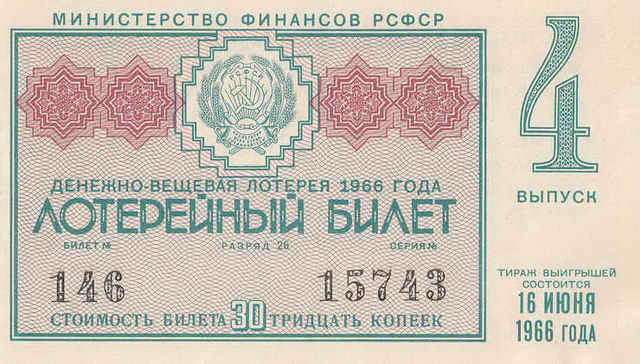 МИНИСТЕРСТВО ФИНАНСОВ РСФСР
РСФСР
ДЕНЕЖНО-ВЕЩЕВАЯ ЛОТЕРЕЯ 1966 ГОДА
ЛОТЕРЕЙНЫЙ БИЛЕТ
БИЛЕТ № РАЗРЯД 26 СЕРИЯ №
146 15743
СТОИМОСТЬ БИЛЕТА 30 ТРИДЦАТЬ КОПЕЕК
4
ВЫПУСК
ТИРАЖ ВЫИГРЫШЕЙ
СОСТОИТСЯ
16 ИЮНЯ
1966 ГОДА